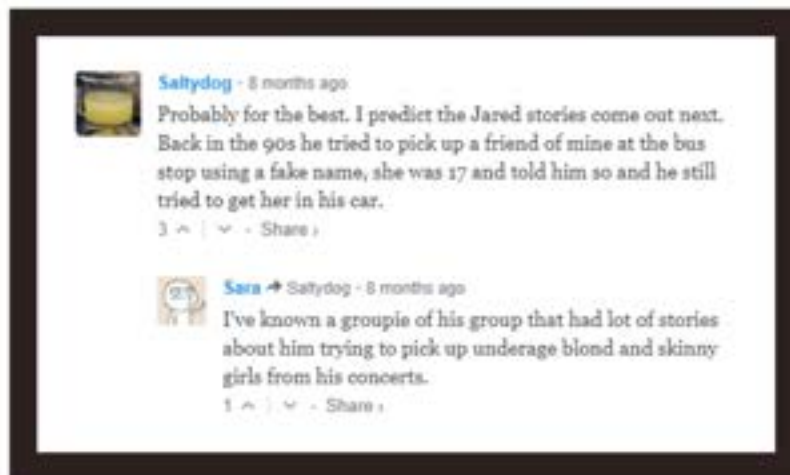 Saltydog · 8 months ago
Probably for the best. I predict the Jared stories come out next.
Back in the 90s he tried to pick up a friend of mine at the bus
stop using a fake name, she was 17 and told him so and he still
tried to get her in his car.
3 · Share ›
Sara → Saltydog · 8 months ago
I've known a groupie of his group that had lot of stories
about him trying to pick up underage blond and skinny
girls from his concerts.
1 · Share ›